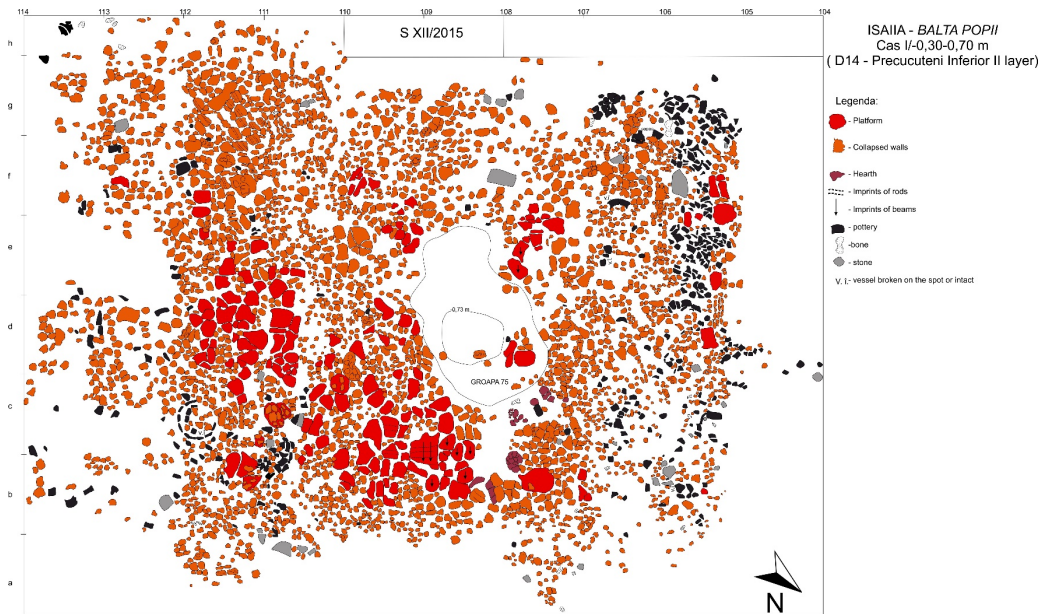 114 113 112 111 110 109 108 107 106 105 104
S XII/2015
ISAIIA - BALTA POPII
Cas I/-0,30-0,70 m
( D14 - Precucuteni Inferior II layer)
h
g
f
e
d
c
b
a
Legenda:
- Platform
- Collapsed walls
- Hearth
- Imprints of rods
- Imprints of beams
- pottery
-bone
- stone
V. I.- vessel broken on the spot or intact
V.I.
-0,73 m
GROAPA 75
N